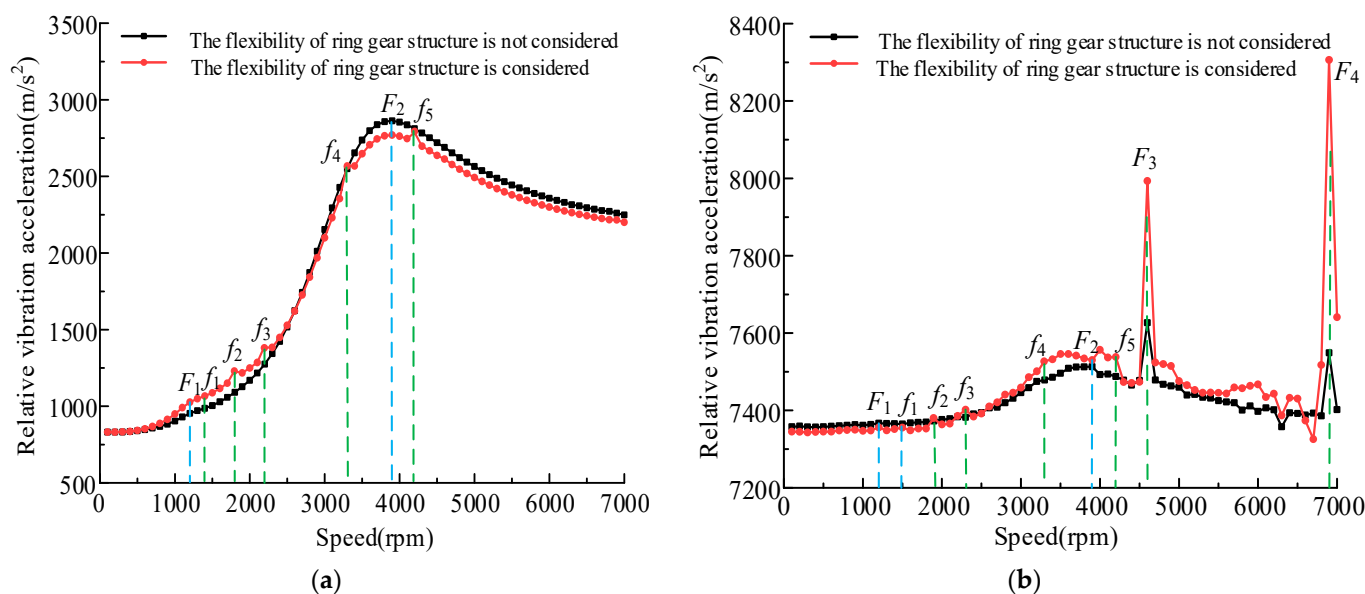 3500
3000
2500
2000
1500
1000
500
0
1000
2000
3000
4000
5000
6000
7000
Relative vibration acceleration(m/s²)
Speed(rpm)
The flexibility of ring gear structure is not considered
The flexibility of ring gear structure is considered
F₁
f₁
f₂
f₃
f₄
F₂
f₅
(a)
8400
8200
8000
7800
7600
7400
7200
0
1000
2000
3000
4000
5000
6000
7000
Relative vibration acceleration(m/s²)
Speed(rpm)
The flexibility of ring gear structure is not considered
The flexibility of ring gear structure is considered
F₁
f₁
f₂
f₃
f₄
F₂
f₅
F₃
F₄
(b)